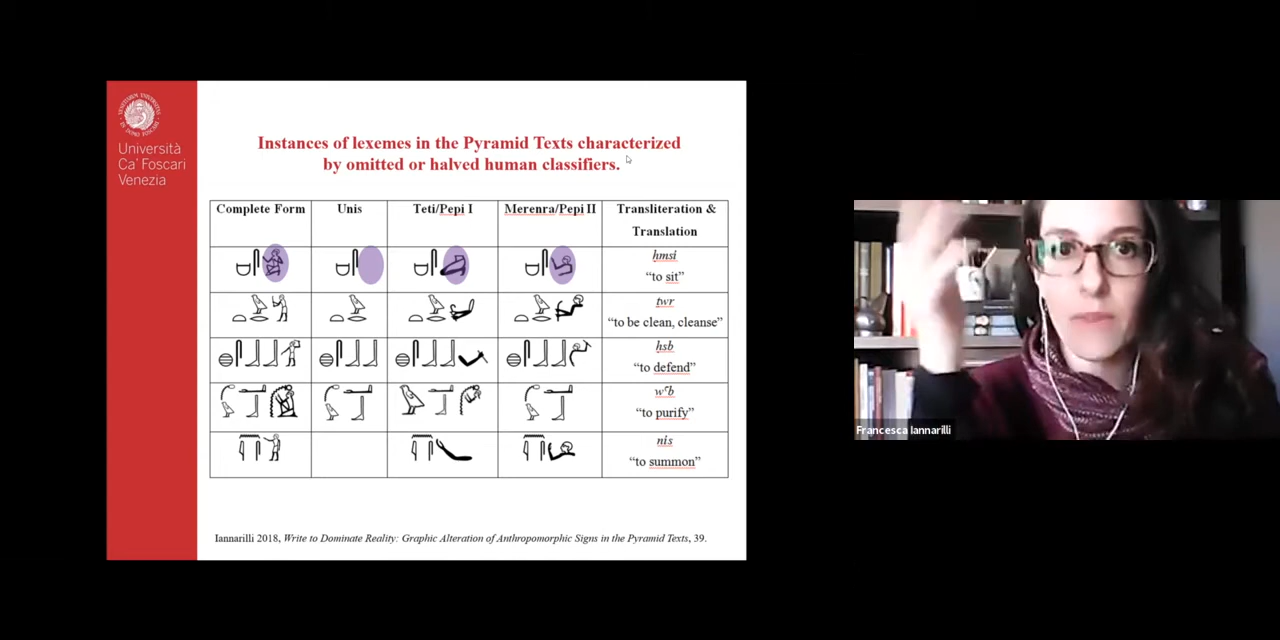 Università
Ca' Foscari
Venezia
Instances of lexemes in the Pyramid Texts characterized
by omitted or halved human classifiers.
Complete Form Unis Teti/Pepi I Merenra/Pepi II Transliteration &
Translation
hmsi
"to sit"
twr
"to be clean, cleanse"
hsb
"to defend"
wꜥb
"to purify"
nis
"to summon"
Iannarilli 2018, Write to Dominate Reality: Graphic Alteration of Anthropomorphic Signs in the Pyramid Texts, 39.
Francesca Iannarilli